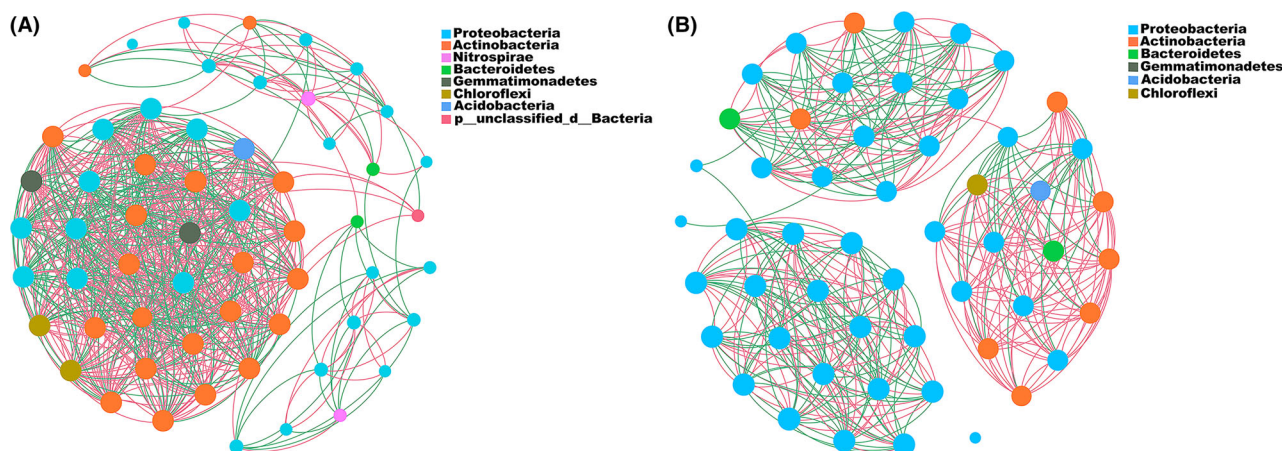 (A)
Proteobacteria
Actinobacteria
Nitrospirae
Bacteroidetes
Gemmatimonadetes
Chloroflexi
Acidobacteria
p__unclassified_d__Bacteria
(B)
Proteobacteria
Actinobacteria
Bacteroidetes
Gemmatimonadetes
Acidobacteria
Chloroflexi